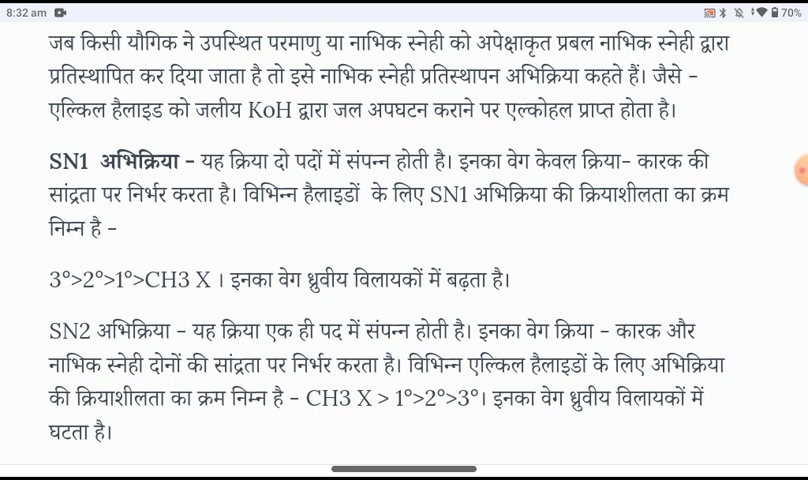 8:32 am
70%
जब किसी यौगिक ने उपस्थित परमाणु या नाभिक स्नेही को अपेक्षाकृत प्रबल नाभिक स्नेही द्वारा
प्रतिस्थापित कर दिया जाता है तो इसे नाभिक स्नेही प्रतिस्थापन अभिक्रिया कहते हैं। जैसे -
एल्किल हैलाइड को जलीय KoH द्वारा जल अपघटन कराने पर एल्कोहल प्राप्त होता है।
SN1 अभिक्रिया - यह क्रिया दो पदों में संपन्न होती है। इनका वेग केवल क्रिया- कारक की
सांद्रता पर निर्भर करता है। विभिन्न हैलाइडों के लिए SN1 अभिक्रिया की क्रियाशीलता का क्रम
निम्न है -
3°>2°>1°>CH3 X । इनका वेग ध्रुवीय विलायकों में बढ़ता है।
SN2 अभिक्रिया - यह क्रिया एक ही पद में संपन्न होती है। इनका वेग क्रिया - कारक और
नाभिक स्नेही दोनों की सांद्रता पर निर्भर करता है। विभिन्न एल्किल हैलाइडों के लिए अभिक्रिया
की क्रियाशीलता का क्रम निम्न है - CH3 X > 1°>2°>3°। इनका वेग ध्रुवीय विलायकों में
घटता है।